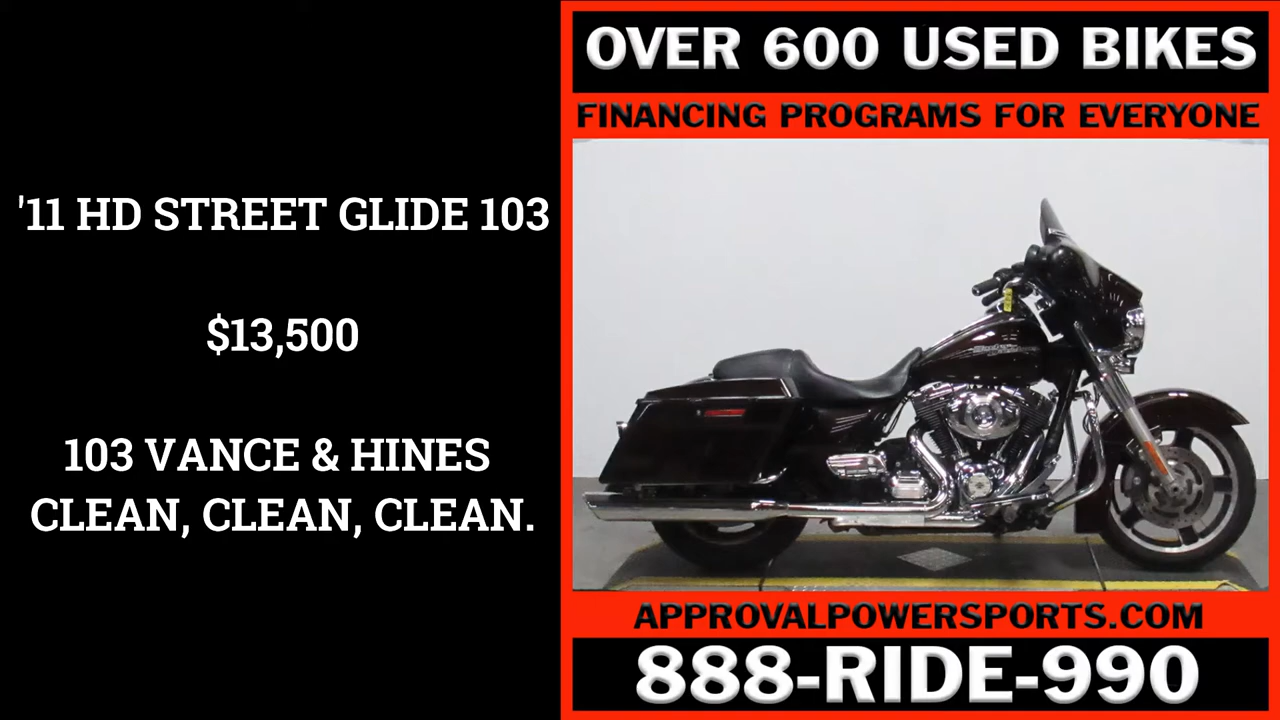 '11 HD STREET GLIDE 103
$13,500
103 VANCE & HINES
CLEAN, CLEAN, CLEAN.
OVER 600 USED BIKES
FINANCING PROGRAMS FOR EVERYONE
APPROVALPOWERSPORTS.COM
888-RIDE-990